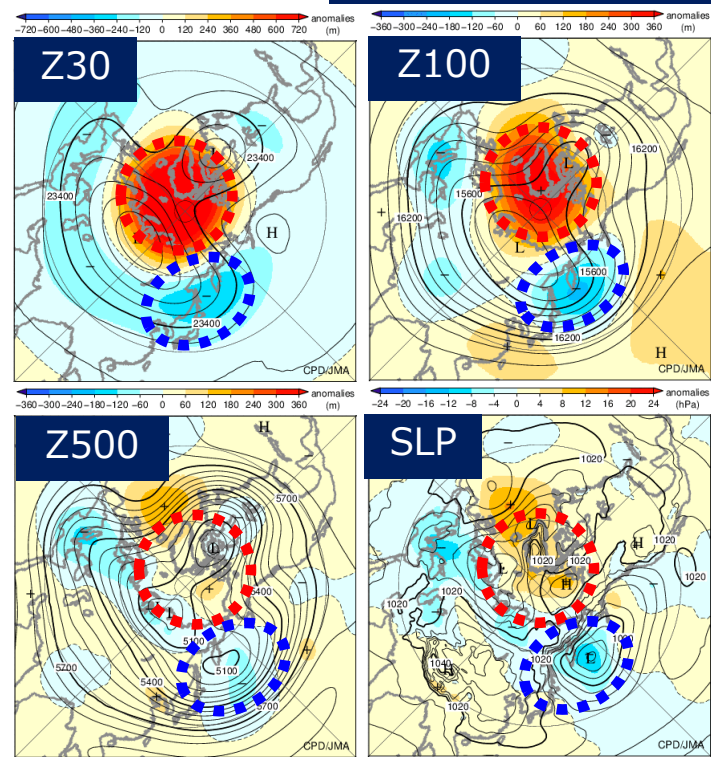 −720−600−480−360−240−120 0 120 240 360 480 600 720 anomalies
(m)
−360−300−240−180−120 −60 0 60 120 180 240 300 360 anomalies
(m)
Z30
Z100
L
23400
23400
H
23400
CPD/JMA
16200
L
15600
16200
L
15600
16200
H
CPD/JMA
−360−300−240−180−120 −60 0 60 120 180 240 300 360 anomalies
(m)
−24 −20 −16 −12 −8 −4 0 4 8 12 16 20 24 anomalies
(hPa)
Z500
SLP
H
5700
L
5400
L
5100
5100
5700
5400
5700
CPD/JMA
1020
L
1020
1020
H
L
H
1020
1020
1020
1020
1000
1020
L
1040
H
1020
1020
CPD/JMA